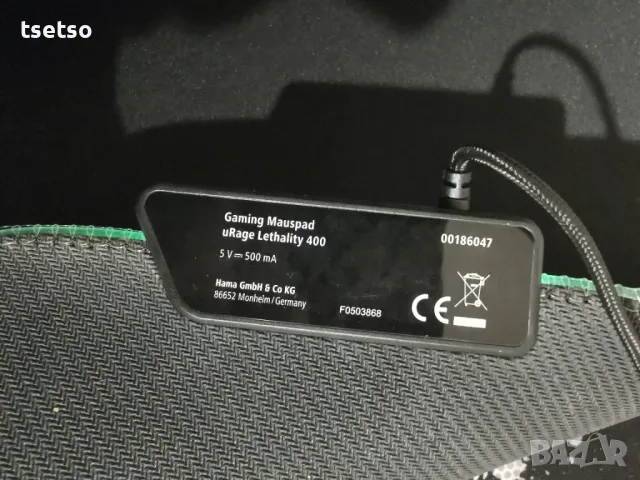 tsetso
Gaming Mauspad
uRage Lethality 400
00186047
5 V ⎓ 500 mA
Hama GmbH & Co KG
86652 Monheim/Germany
F0503868
CE
BAZAR